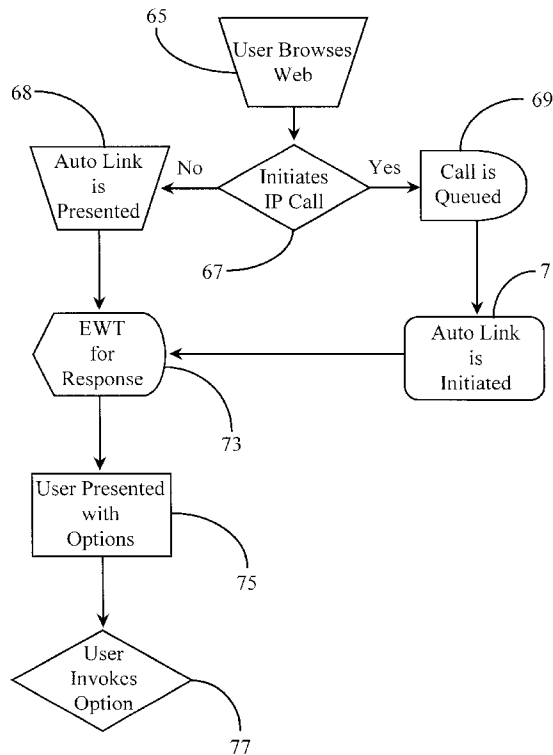 65
User Browses
Web
68
69
Auto Link
is
Presented
No
Initiates
IP Call
Yes
Call is
Queued
67
7
EWT
for
Response
Auto Link
is
Initiated
73
User Presented
with
Options
75
User
Invokes
Option
77